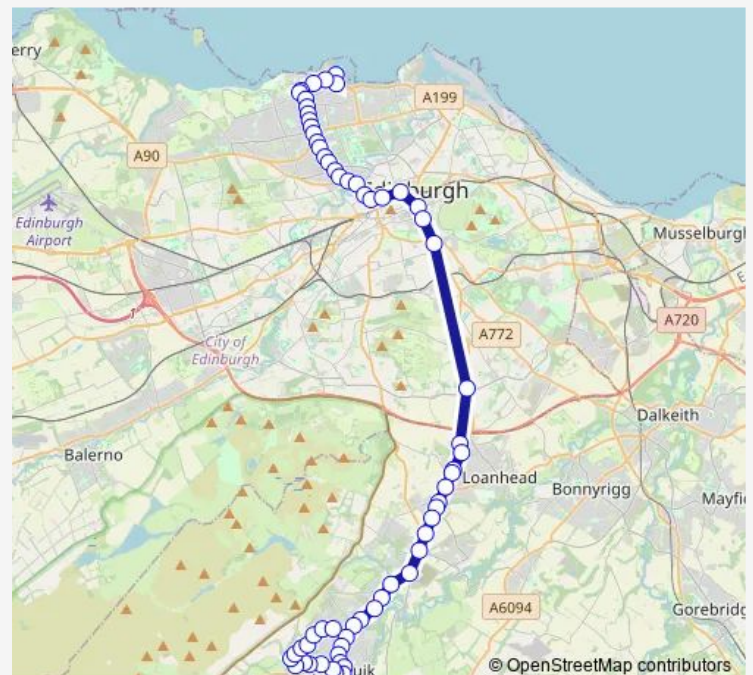 erry
A199
A90
Edinburgh
Edinburgh
Airport
Musselburgh
A720
A772
City of
Edinburgh
Dalkeith
Balerno
Loanhead
Bonnyrigg
Mayfi
A6094
Gorebridg
uik
© OpenStreetMap contributors